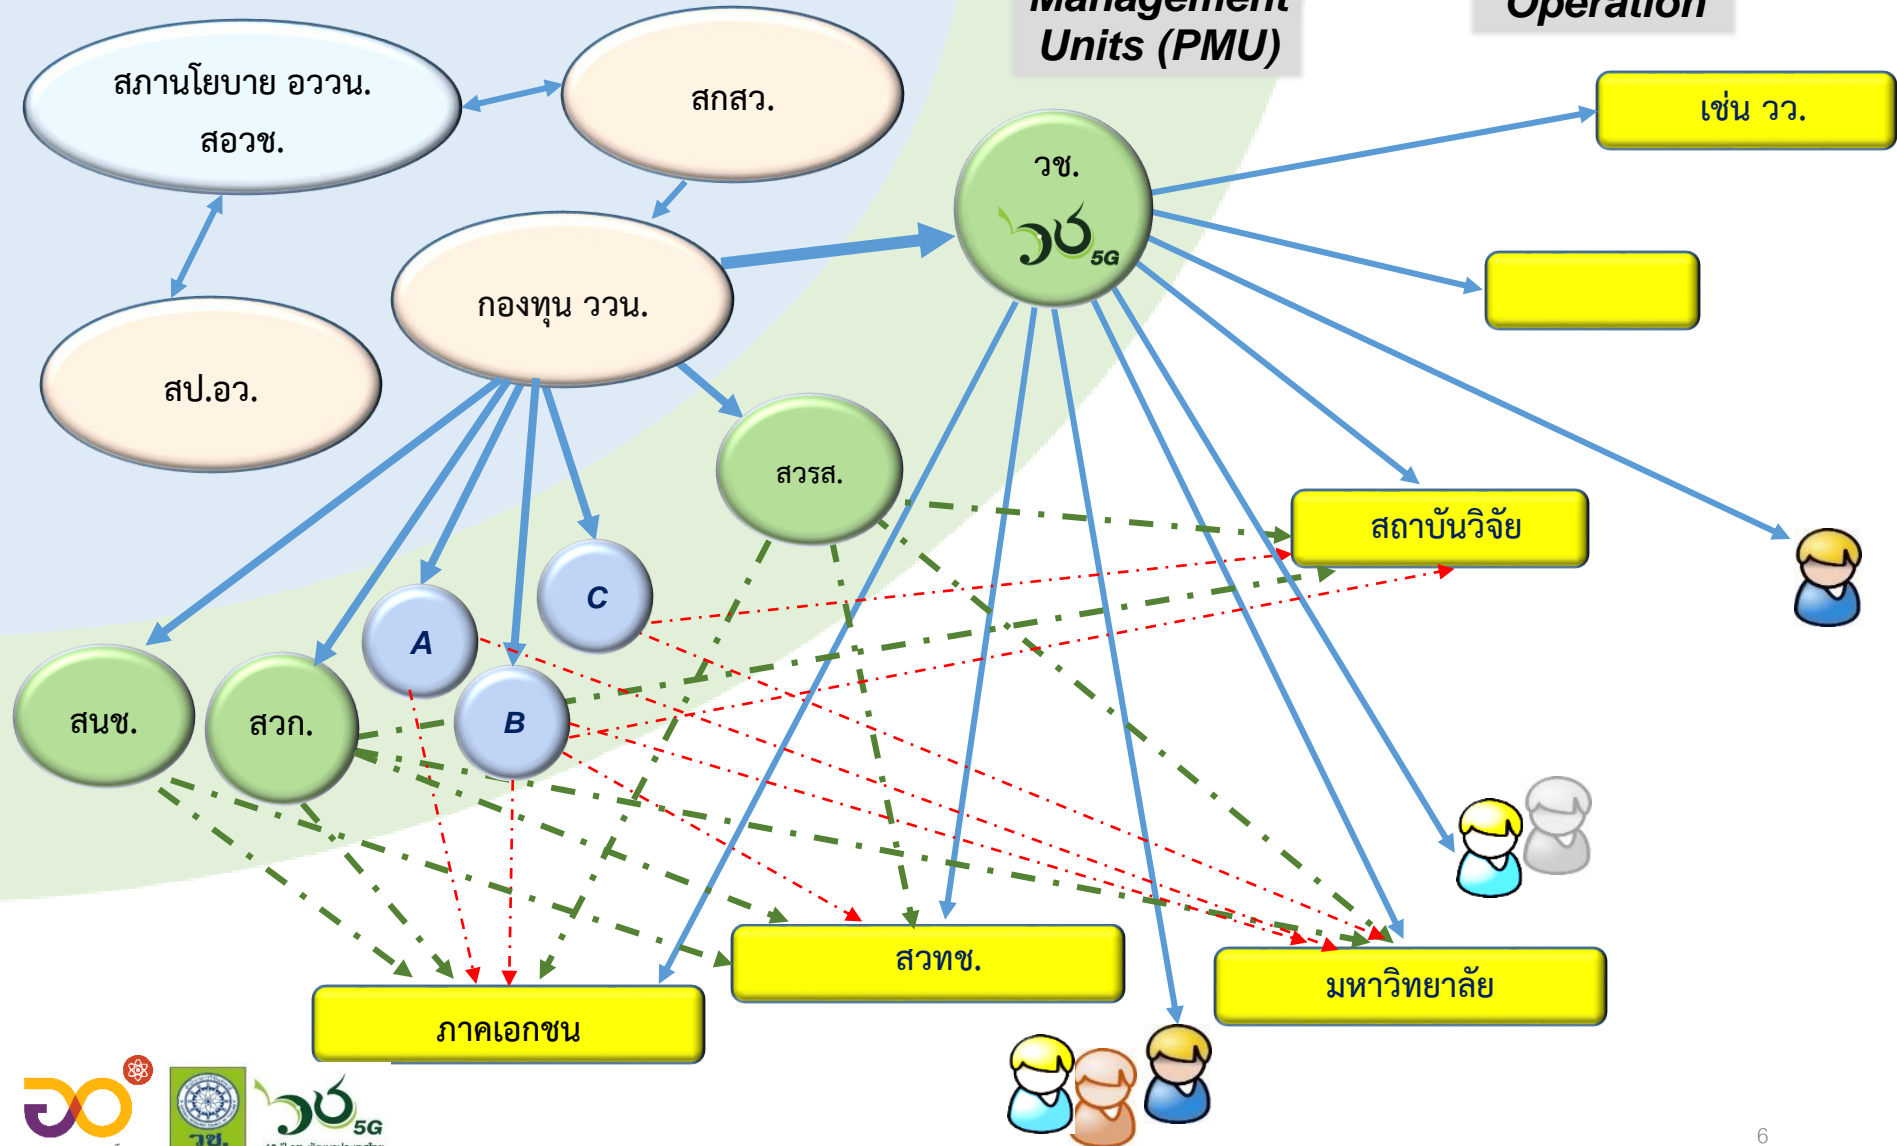 Management
Units (PMU)
Operation
สภานโยบาย อววน.
สอวช.
สกสว.
เช่น วว.
วช.
5G
กองทุน ววน.
สป.อว.
สวรส.
สถาบันวิจัย
C
A
B
สนช.
สวก.
สวทช.
มหาวิทยาลัย
ภาคเอกชน
วช.
5G
6